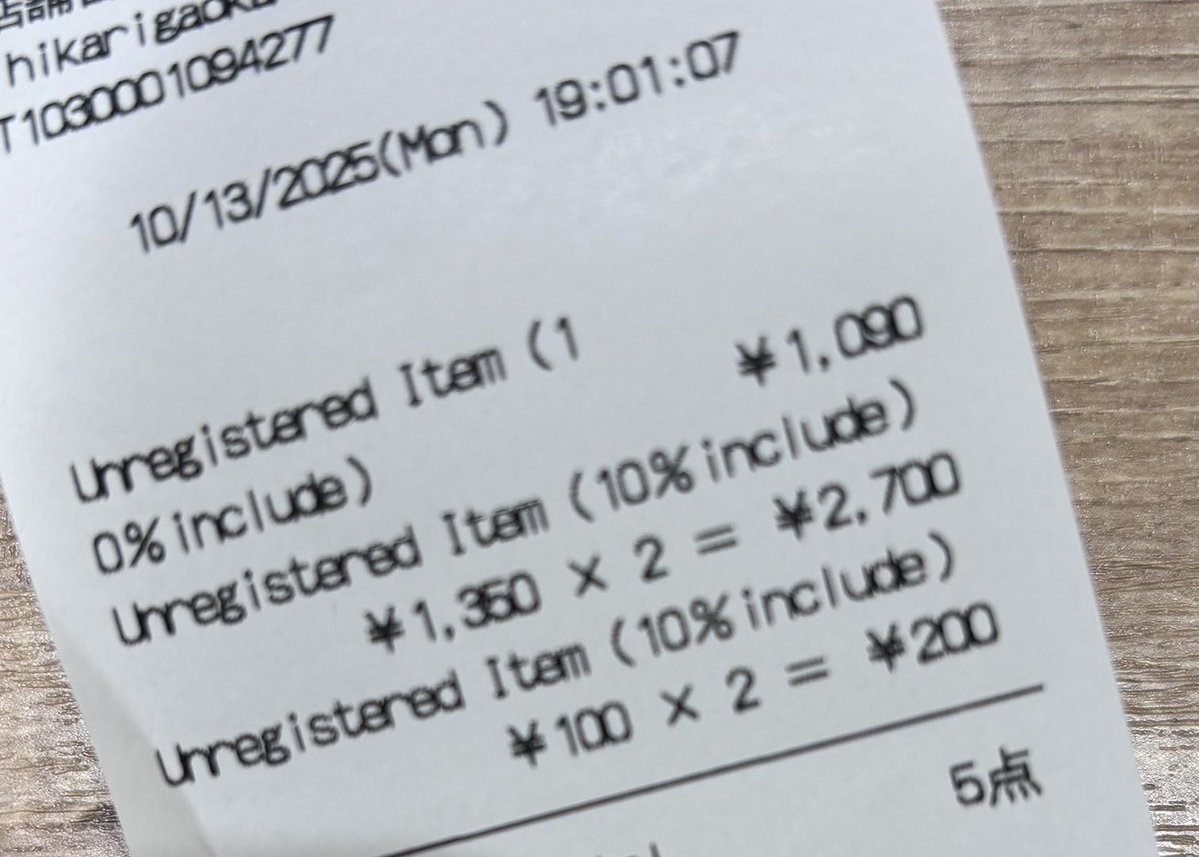 T1030001094277
10/13/2025(Mon) 19:01:07
Unregistered Item (1 ¥1,090
0% include)
Unregistered Item (10% include)
¥1,350 × 2 = ¥2,700
Unregistered Item (10% include)
¥100 × 2 = ¥200
5点